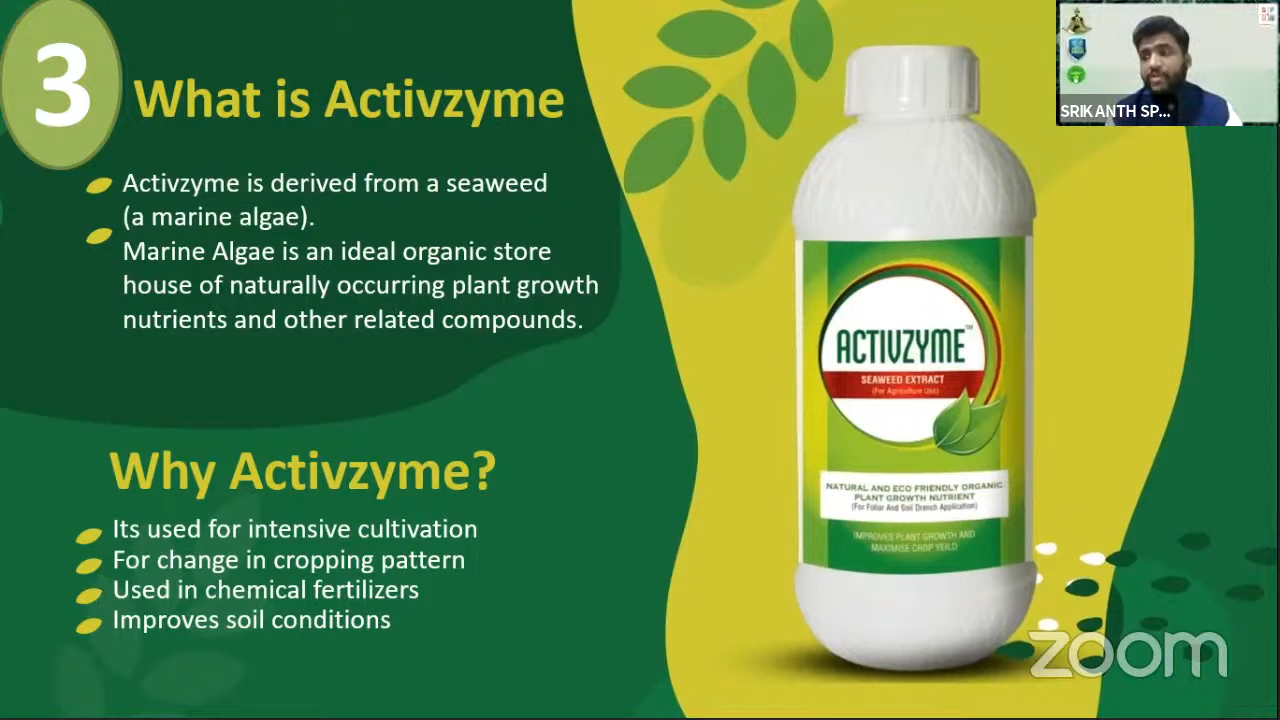 3
What is Activzyme
Activzyme is derived from a seaweed
(a marine algae).
Marine Algae is an ideal organic store
house of naturally occurring plant growth
nutrients and other related compounds.
Why Activzyme?
Its used for intensive cultivation
For change in cropping pattern
Used in chemical fertilizers
Improves soil conditions
ACTIVZYME™
SEAWEED EXTRACT
(For Agriculture Use)
NATURAL AND ECO FRIENDLY ORGANIC
PLANT GROWTH NUTRIENT
(For Foliar And Soil Drench Application)
IMPROVES PLANT GROWTH AND
MAXIMISE CROP YEILD
SRIKANTH SP...
zoom